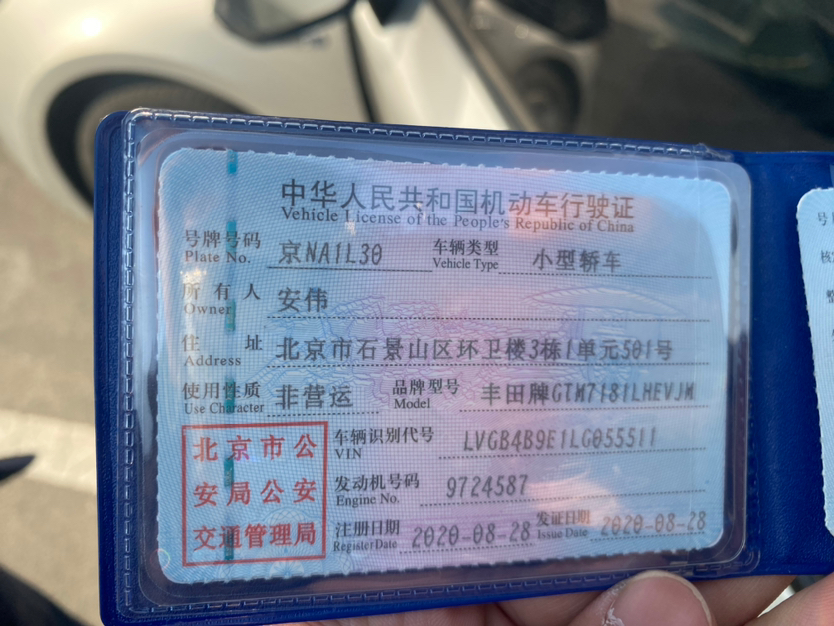 中华人民共和国机动车行驶证
Vehicle License of the People's Republic of China
号牌号码 京NA1L30 车辆类型 小型轿车
Plate No. Vehicle Type
所有人 安伟
Owner
住址 北京市石景山区环卫楼3栋1单元501号
Address
使用性质 非营运 品牌型号 丰田牌GTM7181LHEVJM
Use Character Model
北京市公
安局公安
交通管理局
车辆识别代号 LVGB4B9E1LG055511
VIN
发动机号码 9724587
Engine No.
注册日期 2020-08-28 发证日期 2020-08-28
Register Date Issue Date